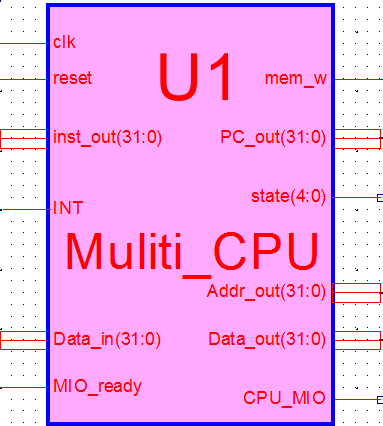 clk
U1
reset
mem_w
inst_out(31:0)
PC_out(31:0)
state(4:0)
INT
Muliti_CPU
Addr_out(31:0)
Data_in(31:0)
Data_out(31:0)
MIO_ready
CPU_MIO